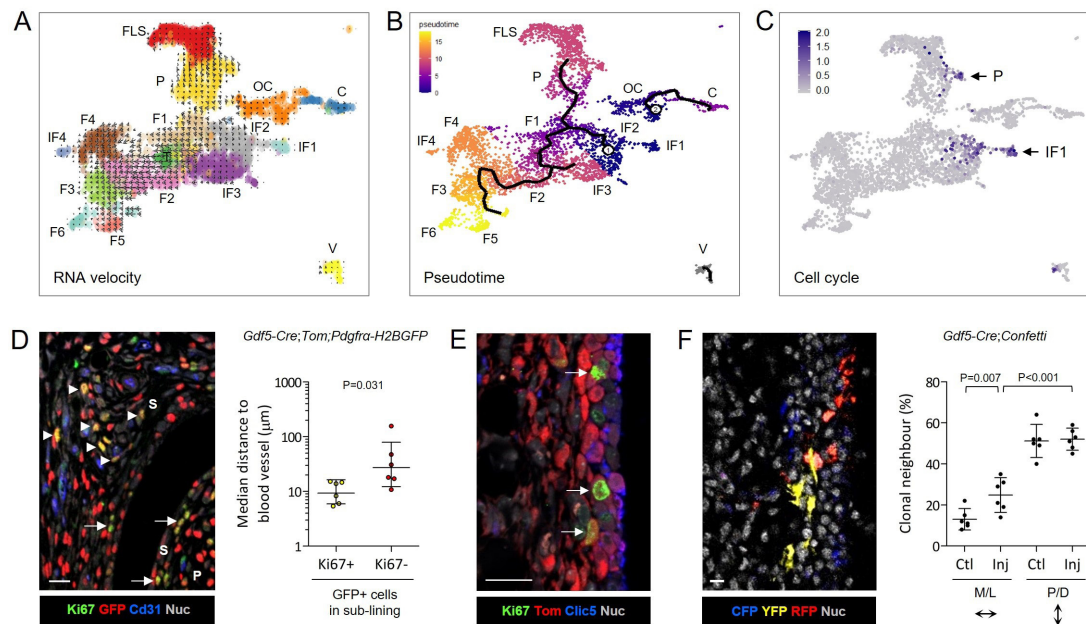 A
FLS
P
OC
C
F1
F4
IF2
IF4
IF1
F3
IF3
F2
F6
F5
V
RNA velocity
B
pseudotime
15
10
5
0
FLS
P
OC
C
F1
F4
IF2
IF4
IF1
F3
IF3
F2
F6
F5
V
Pseudotime
C
2.0
1.5
1.0
0.5
0.0
P
IF1
Cell cycle
D
S
S
P
Ki67 GFP Cd31 Nuc
Gdf5-Cre;Tom;Pdgfrα-H2BGFP
P=0.031
Median distance to
blood vessel (µm)
1000
100
10
1
Ki67+ Ki67-
GFP+ cells
in sub-lining
E
Ki67 Tom Clic5 Nuc
F
CFP YFP RFP Nuc
Gdf5-Cre;Confetti
P=0.007 P<0.001
Clonal neighbour (%)
80
60
40
20
0
Ctl Inj Ctl Inj
M/L P/D